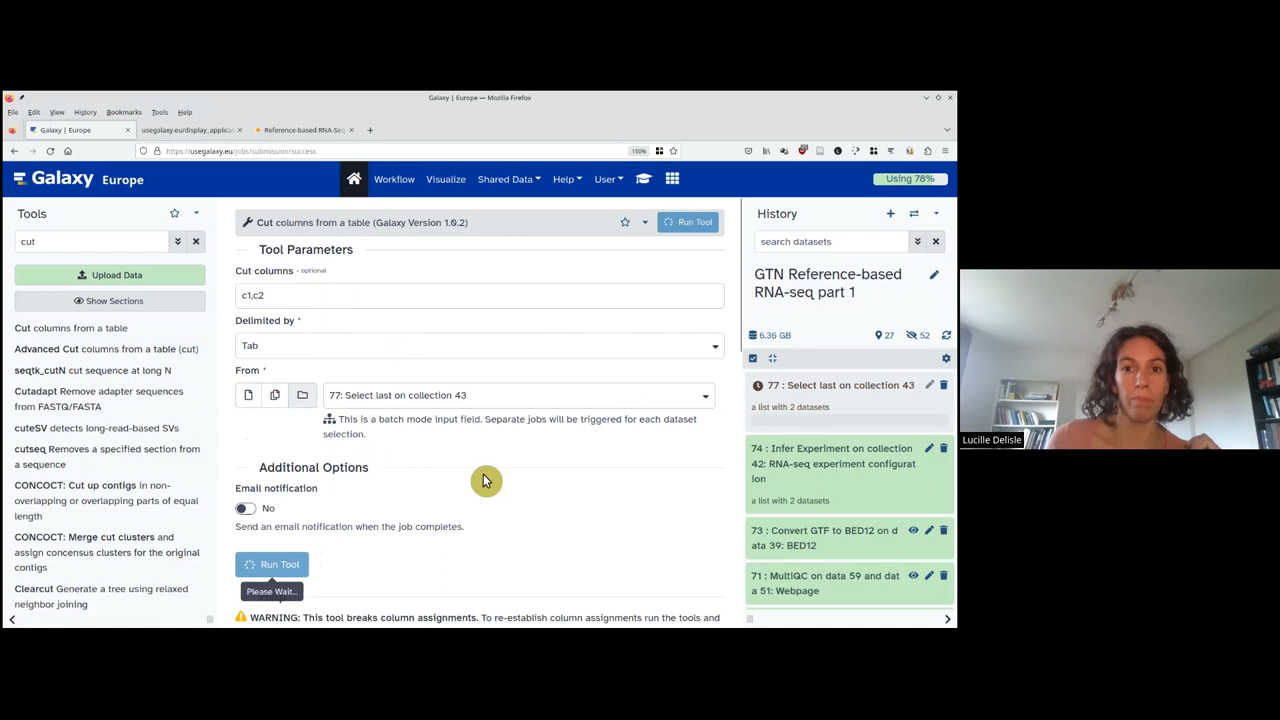 Galaxy | Europe — Mozilla Firefox
File Edit View History Bookmarks Tools Help
Galaxy | Europe
usegalaxy.eu/display_applicat
Reference-based RNA-Seq
https://usegalaxy.eu/jobs/submission/success
150%
Galaxy Europe
Workflow Visualize Shared Data Help User
Using 78%
Tools
cut
Upload Data
Show Sections
Cut columns from a table
Advanced Cut columns from a table (cut)
seqtk_cutN cut sequence at long N
Cutadapt Remove adapter sequences
from FASTQ/FASTA
cuteSV detects long-read-based SVs
cutseq Removes a specified section from
a sequence
CONCOCT: Cut up contigs in non-
overlapping or overlapping parts of equal
length
CONCOCT: Merge cut clusters and
assign concensus clusters for the original
contigs
Clearcut Generate a tree using relaxed
neighbor joining
Cut columns from a table (Galaxy Version 1.0.2)
Run Tool
Tool Parameters
Cut columns - optional
c1,c2
Delimited by *
Tab
From *
77: Select last on collection 43
This is a batch mode input field. Separate jobs will be triggered for each dataset
selection.
Additional Options
Email notification
No
Send an email notification when the job completes.
Run Tool
Please Wait...
WARNING: This tool breaks column assignments. To re-establish column assignments run the tools and
History
search datasets
GTN Reference-based
RNA-seq part 1
6.36 GB
27
52
77 : Select last on collection 43
a list with 2 datasets
74 : Infer Experiment on collection
42: RNA-seq experiment configurat
ion
a list with 2 datasets
73 : Convert GTF to BED12 on d
ata 39: BED12
71 : MultiQC on data 59 and dat
a 51: Webpage
Lucille Delisle